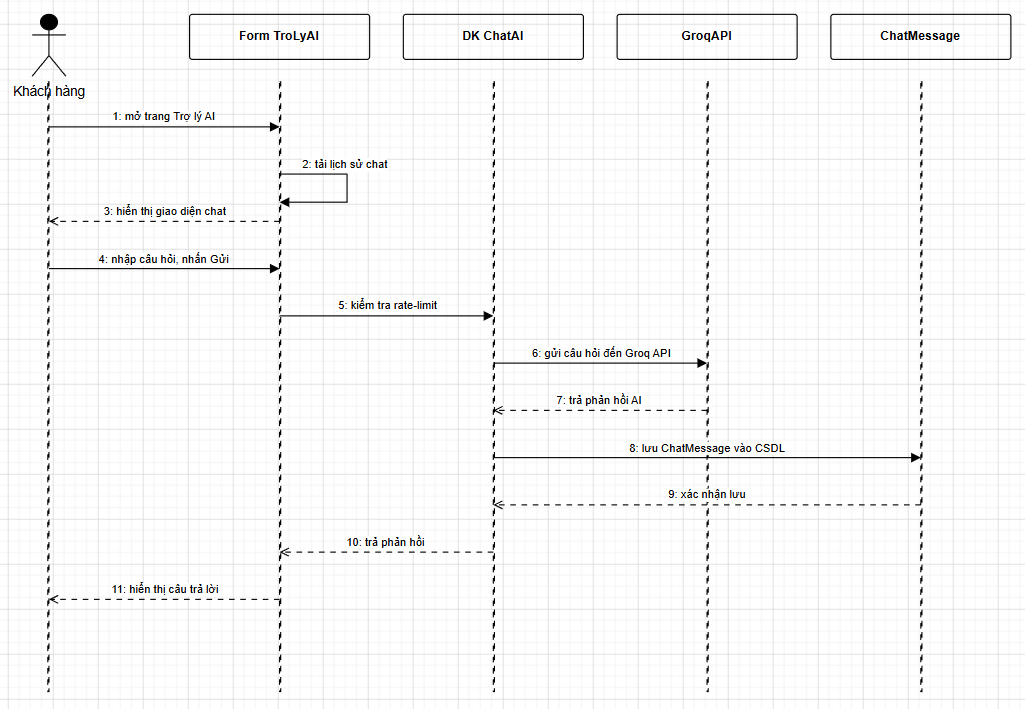 Form TroLyAI
DK ChatAI
GroqAPI
ChatMessage
Khách hàng
1: mở trang Trợ lý AI
2: tải lịch sử chat
3: hiển thị giao diện chat
4: nhập câu hỏi, nhấn Gửi
5: kiểm tra rate-limit
6: gửi câu hỏi đến Groq API
7: trả phản hồi AI
8: lưu ChatMessage vào CSDL
9: xác nhận lưu
10: trả phản hồi
11: hiển thị câu trả lời